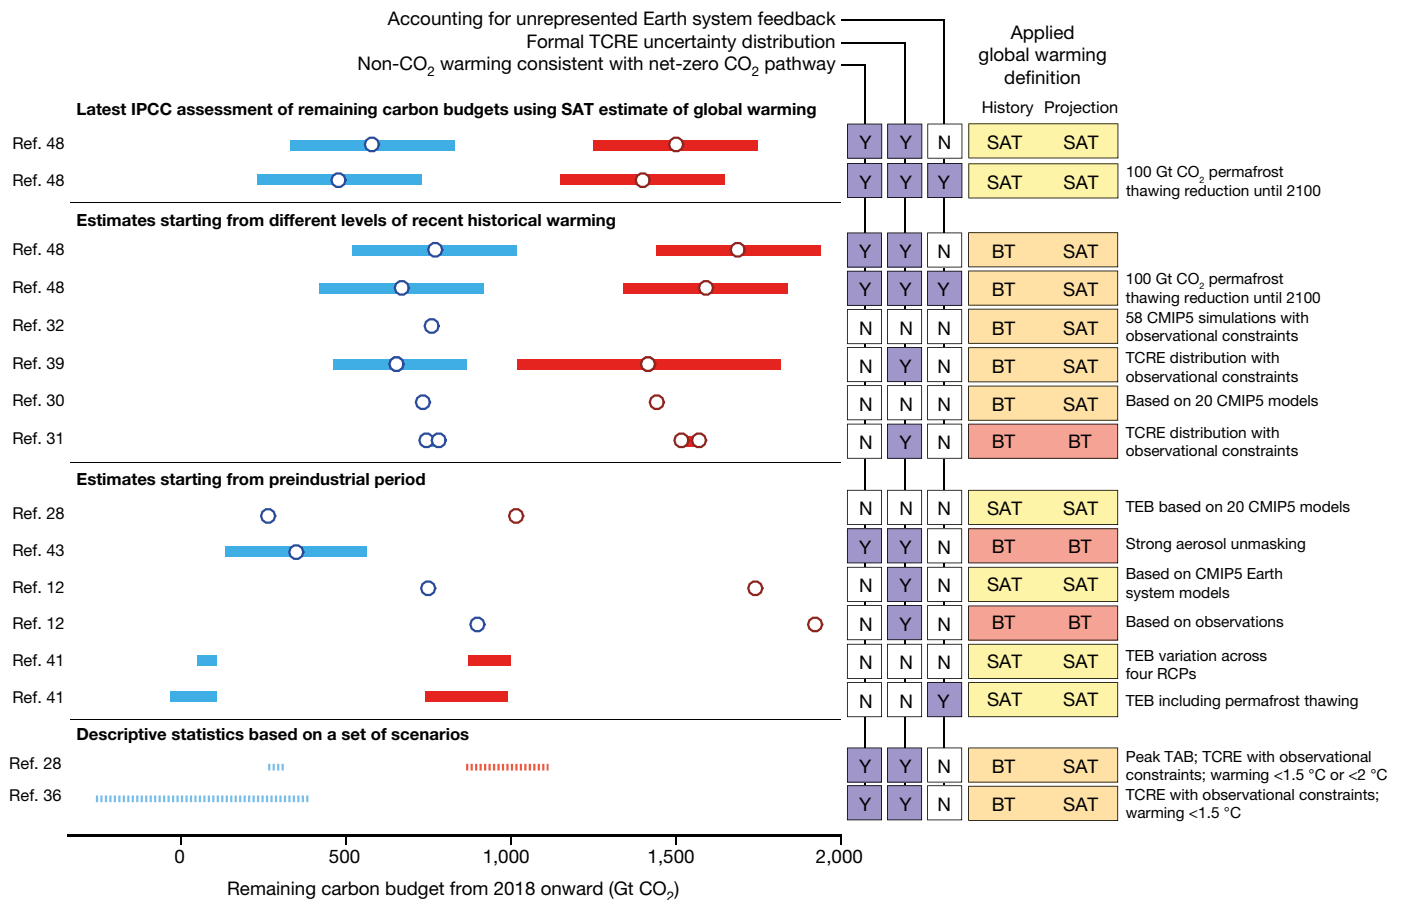 Accounting for unrepresented Earth system feedback
Formal TCRE uncertainty distribution
Non-CO2 warming consistent with net-zero CO2 pathway
Applied
global warming
definition
History Projection
Latest IPCC assessment of remaining carbon budgets using SAT estimate of global warming
Ref. 48 Y Y N SAT SAT
Ref. 48 Y Y Y SAT SAT 100 Gt CO2 permafrost
thawing reduction until 2100
Estimates starting from different levels of recent historical warming
Ref. 48 Y Y N BT SAT
Ref. 48 Y Y Y BT SAT 100 Gt CO2 permafrost
thawing reduction until 2100
Ref. 32 N N N BT SAT 58 CMIP5 simulations with
observational constraints
Ref. 39 N Y N BT SAT TCRE distribution with
observational constraints
Ref. 30 N N N BT SAT Based on 20 CMIP5 models
Ref. 31 N Y N BT BT TCRE distribution with
observational constraints
Estimates starting from preindustrial period
Ref. 28 N N N SAT SAT TEB based on 20 CMIP5 models
Ref. 43 Y Y N BT BT Strong aerosol unmasking
Ref. 12 N Y N SAT SAT Based on CMIP5 Earth
system models
Ref. 12 N Y N BT BT Based on observations
Ref. 41 N N N SAT SAT TEB variation across
four RCPs
Ref. 41 N N Y SAT SAT TEB including permafrost thawing
Descriptive statistics based on a set of scenarios
Ref. 28 Y Y N BT SAT Peak TAB; TCRE with observational
constraints; warming <1.5 °C or <2 °C
Ref. 36 Y Y N BT SAT TCRE with observational constraints;
warming <1.5 °C
0 500 1,000 1,500 2,000
Remaining carbon budget from 2018 onward (Gt CO2)